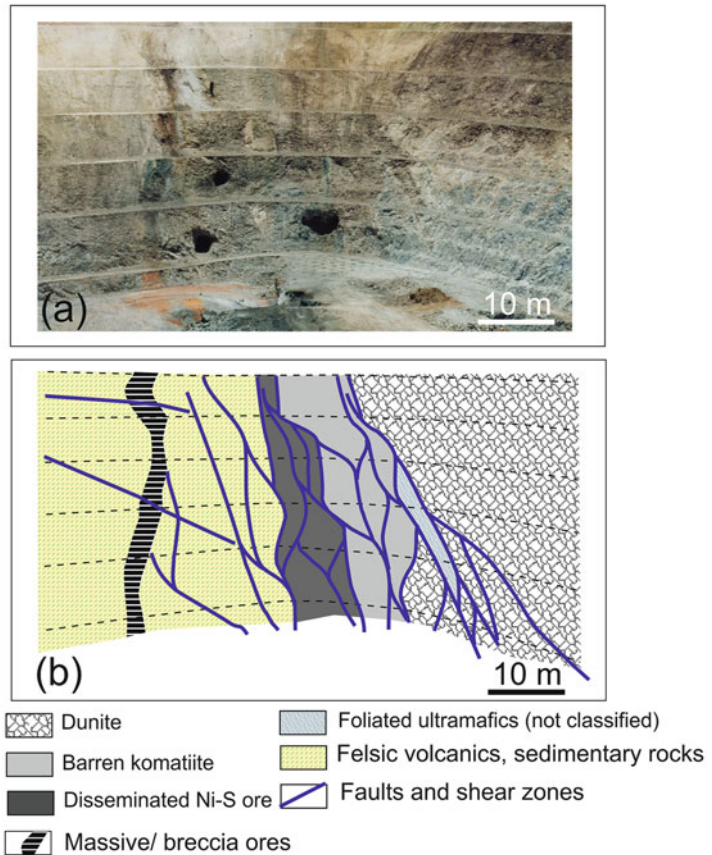 (a)
10 m
(b)
10 m
Dunite
Foliated ultramafics (not classified)
Barren komatiite
Felsic volcanics, sedimentary rocks
Disseminated Ni-S ore
Faults and shear zones
Massive/ breccia ores